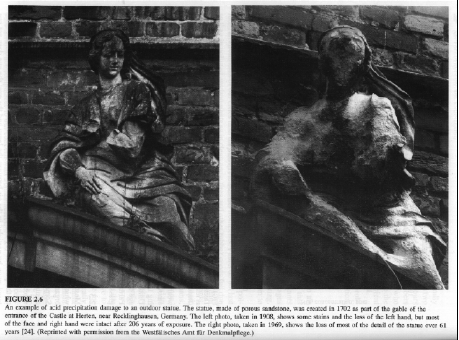 FIGURE 2.6
An example of acid precipitation damage to an outdoor statue. The statue, made of porous sandstone, was created in 1702 as part of the gable of the
entrance of the Castle at Herten, near Recklinghausen, Germany. The left photo, taken in 1908, shows some stains and the loss of the left hand, but most
of the face and right hand were intact after 206 years of exposure. The right photo, taken in 1969, shows the loss of most of the detail of the statue over 61
years [24]. (Reprinted with permission from the Westfälisches Amt für Denkmalpflege.)